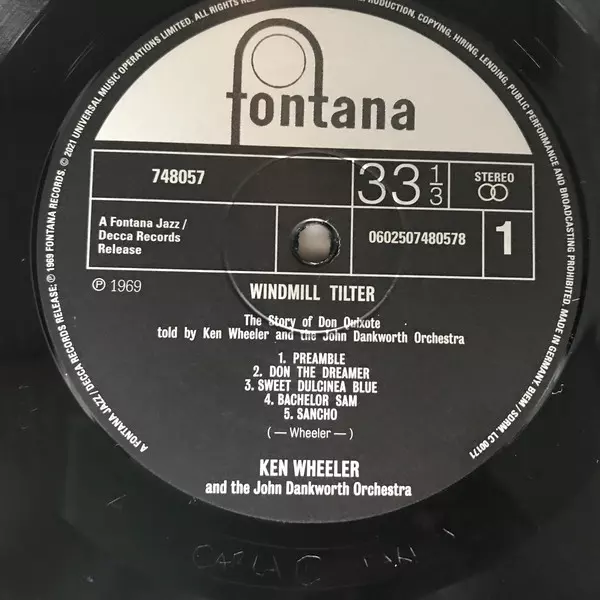 fontana
748057
33 1/3
STEREO
A Fontana Jazz /
Decca Records
Release
0602507480578
1
℗ 1969
WINDMILL TILTER
The Story of Don Quixote
told by Ken Wheeler and the John Dankworth Orchestra
1. PREAMBLE
2. DON THE DREAMER
3. SWEET DULCINEA BLUE
4. BACHELOR SAM
5. SANCHO
( — Wheeler — )
KEN WHEELER
and the John Dankworth Orchestra
A FONTANA JAZZ/DECCA RECORDS RELEASE; ℗ 1969 FONTANA RECORDS. © 2021 UNIVERSAL MUSIC OPERATIONS LIMITED. ALL RIGHTS
PRODUCTION, COPYING, HIRING, LENDING, PUBLIC PERFORMANCE AND BROADCASTING PROHIBITED. MADE IN GERMANY. BIEM / SDRM. LC 00171